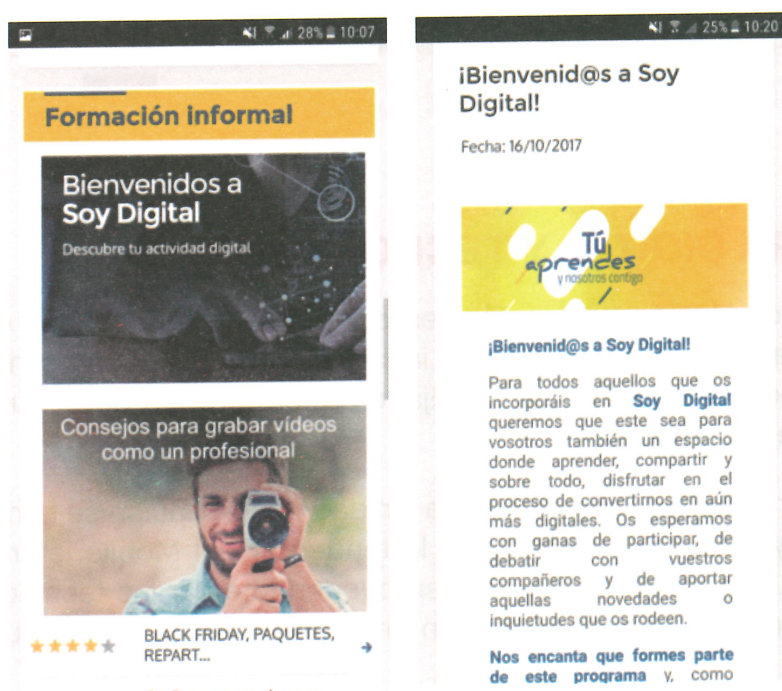 28% 10:07
Formación informal
Bienvenidos a
Soy Digital
Descubre tu actividad digital
Consejos para grabar vídeos
como un profesional
BLACK FRIDAY, PAQUETES,
REPART...
25% 10:20
¡Bienvenid@s a Soy
Digital!
Fecha: 16/10/2017
Tú
aprendes
y nosotros contigo
¡Bienvenid@s a Soy Digital!
Para todos aquellos que os
incorporáis en Soy Digital
queremos que este sea para
vosotros también un espacio
donde aprender, compartir y
sobre todo, disfrutar en el
proceso de convertirnos en aún
más digitales. Os esperamos
con ganas de participar, de
debatir con vuestros
compañeros y de aportar
aquellas novedades o
inquietudes que os rodeen.
Nos encanta que formes parte
de este programa y, como